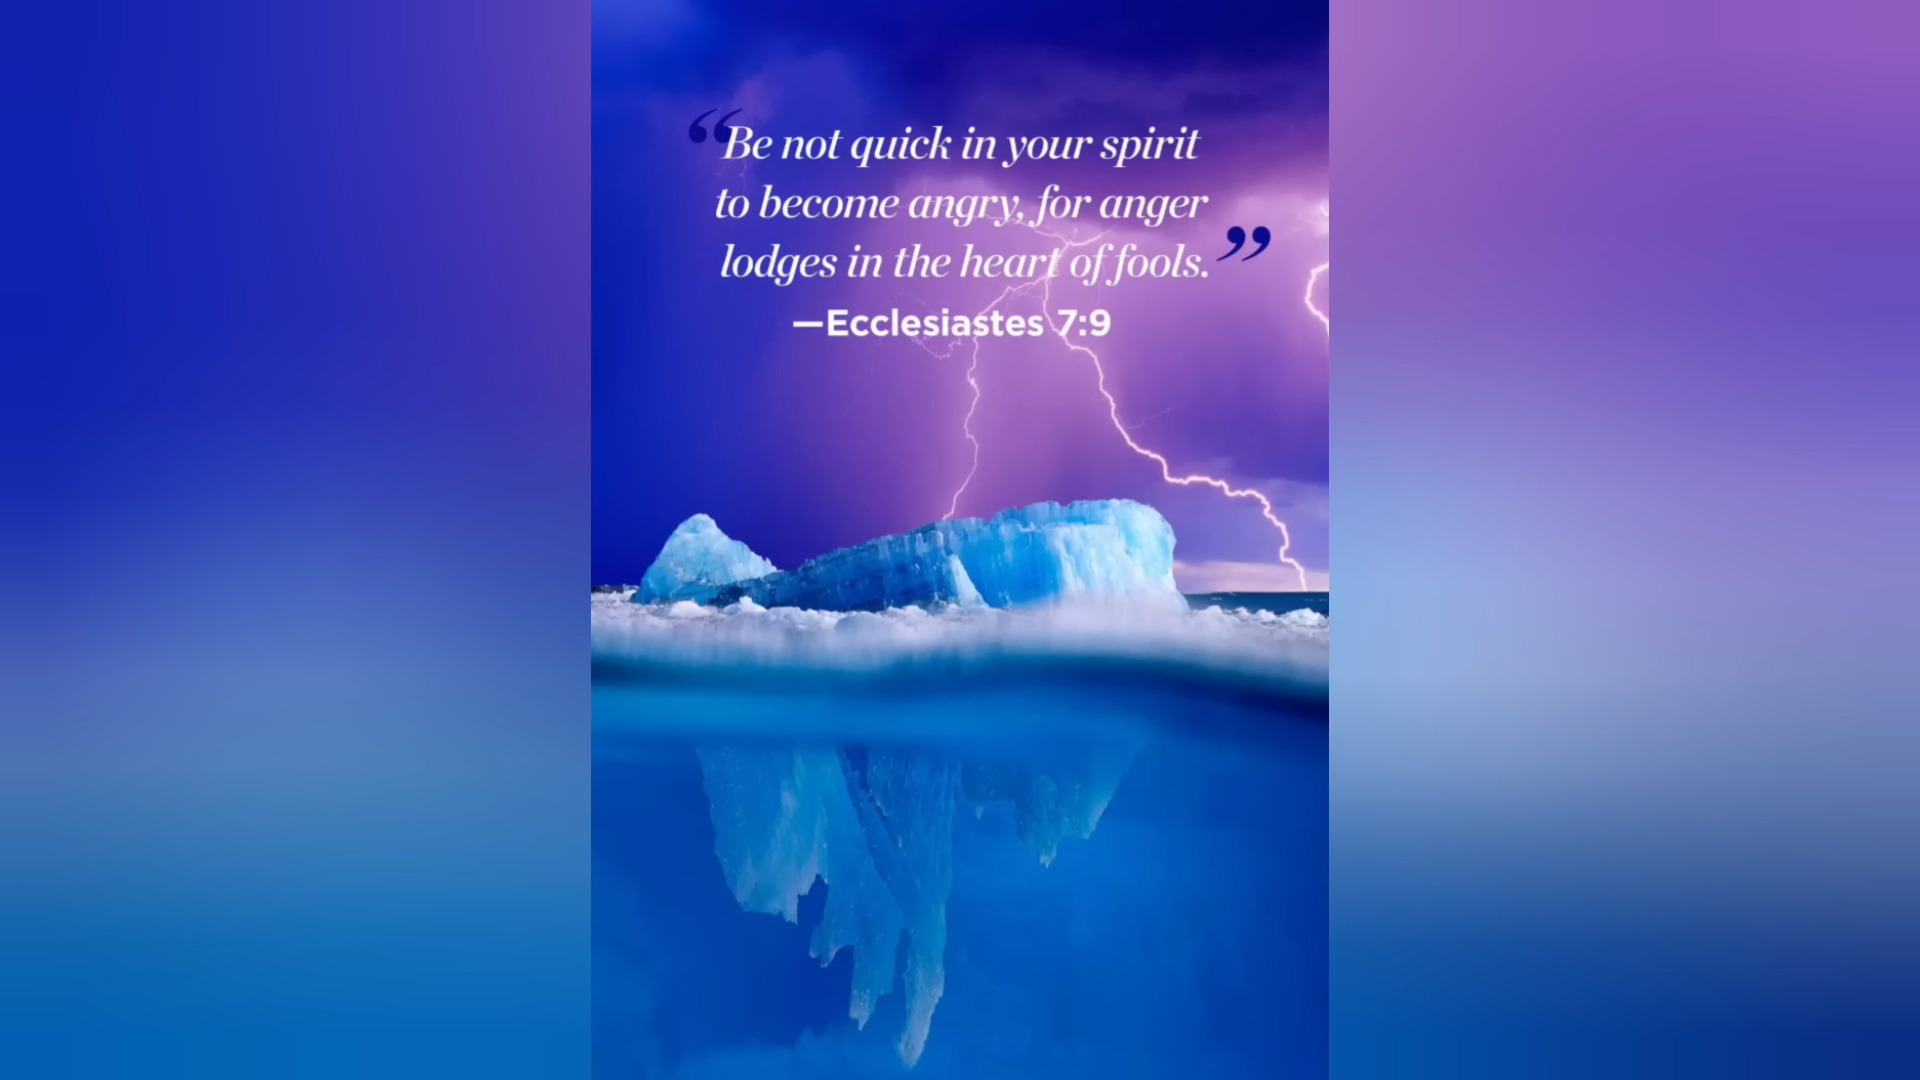 “Be not quick in your spirit
to become angry, for anger
lodges in the heart of fools.”
—Ecclesiastes 7:9